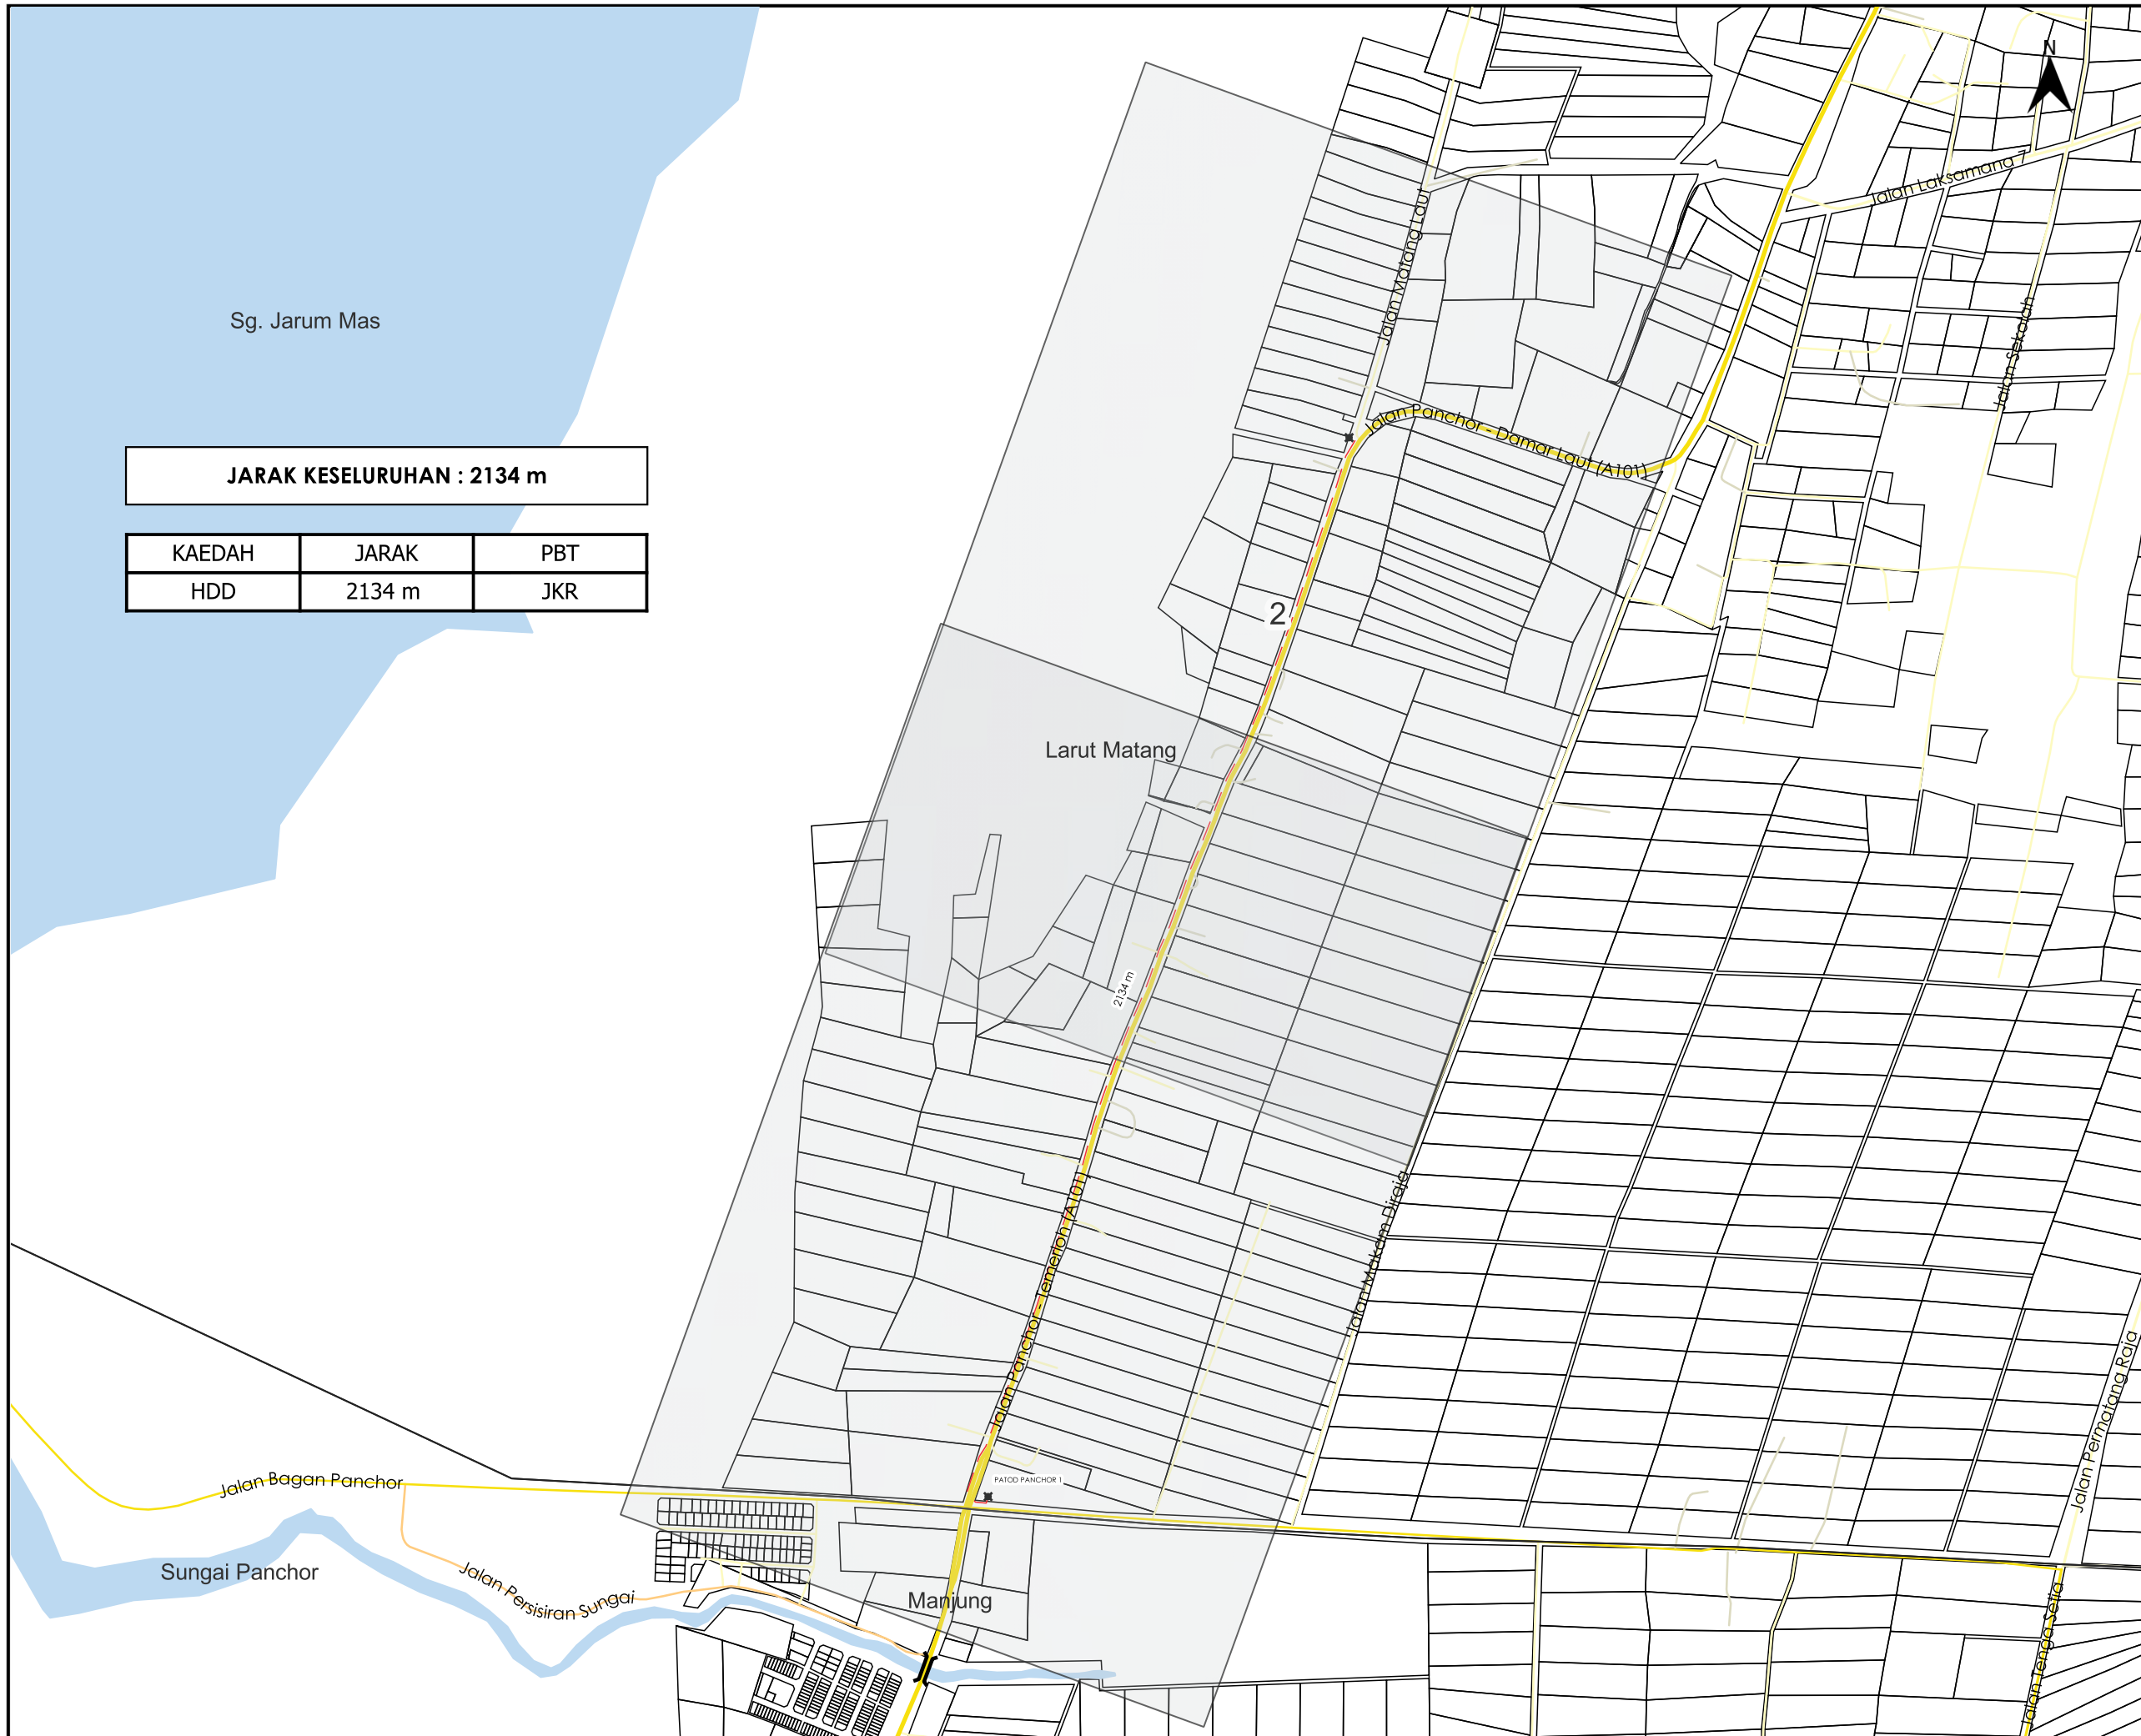 N
Jalan Laksamana 7
Jalan Matang Laut
Sg. Jarum Mas
Jalan Sekolah
Jalan Panchor - Damar Laut (A101)
JARAK KESELURUHAN : 2134 m
KAEDAH JARAK PBT
HDD 2134 m JKR
2
Larut Matang
2134 m
Jalan Makam Diraja
Jalan Panchor - Temerloh (A101)
Jalan Permatang Raja
PATOD PANCHOR 1
Jalan Bagan Panchor
Sungai Panchor
Jalan Persisiran Sungai
Manjung
Jalan Tenga Setia